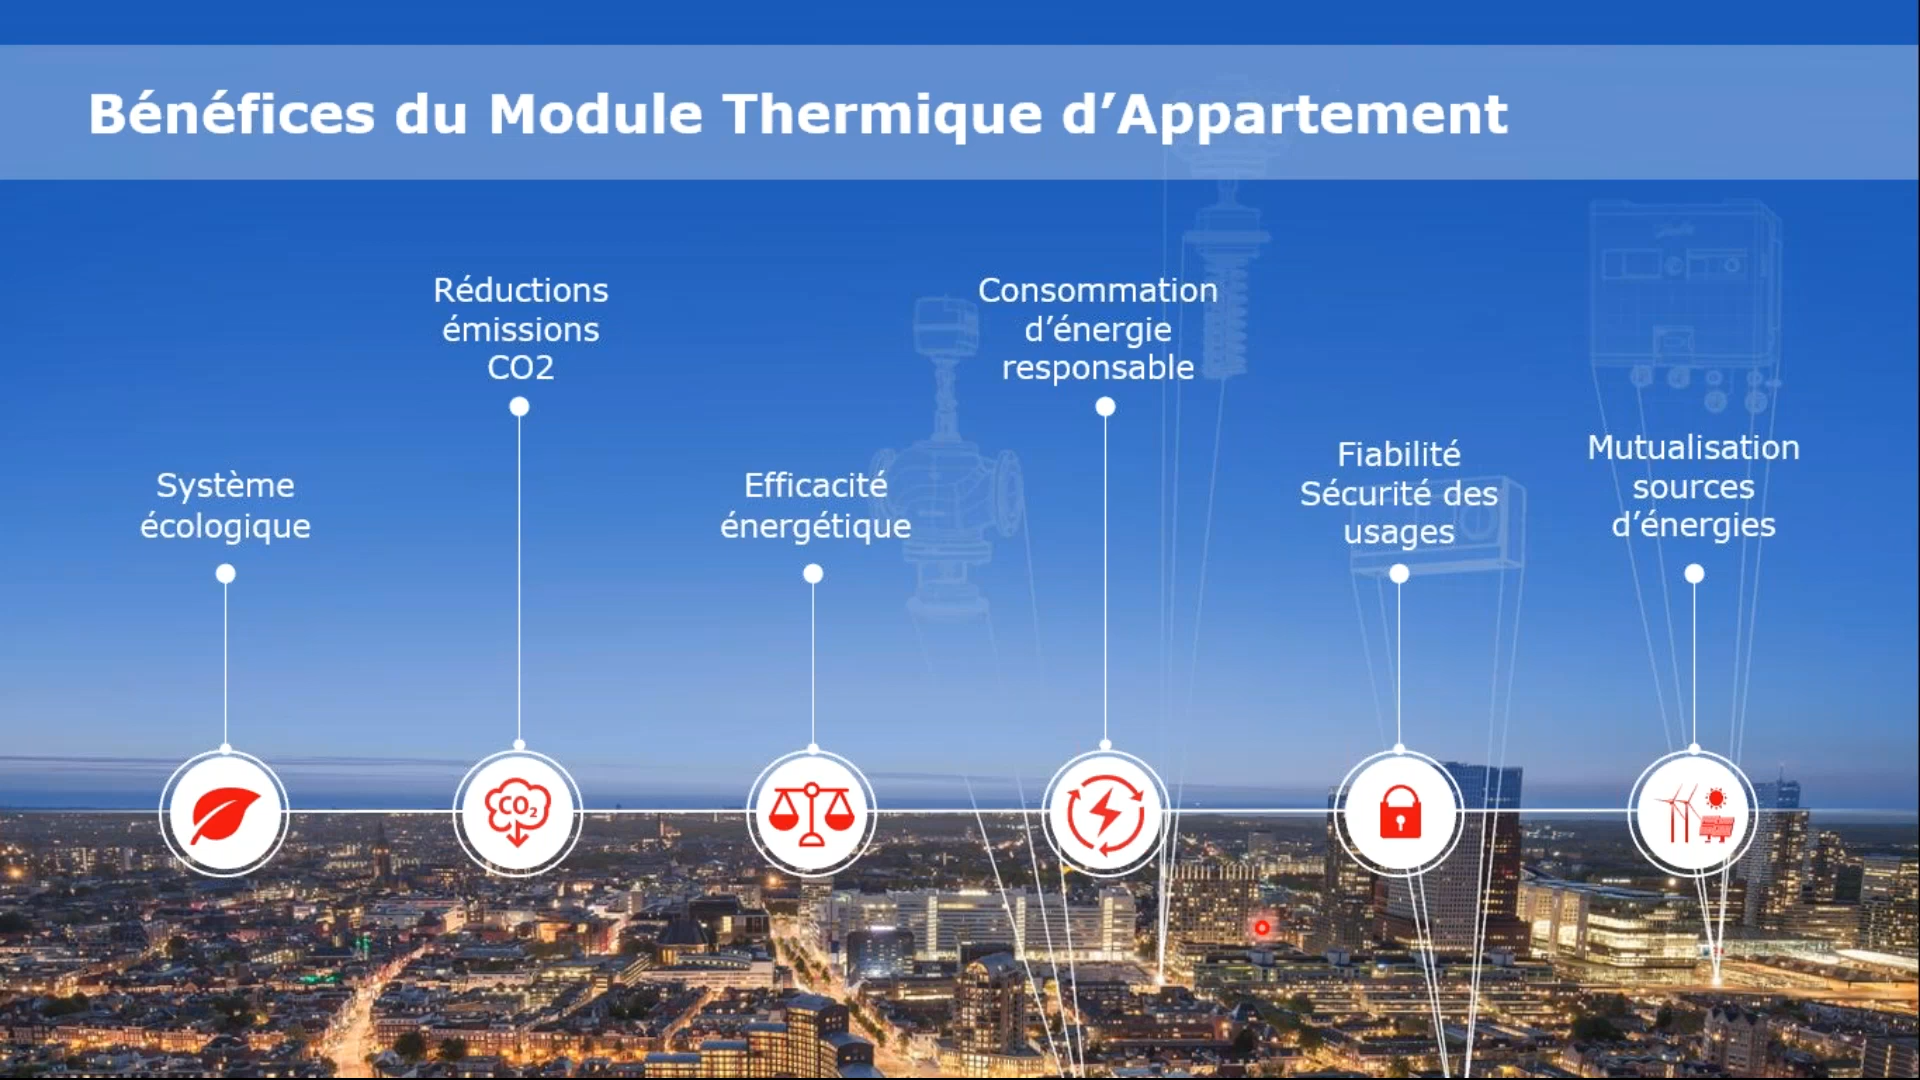 Bénéfices du Module Thermique d’Appartement
Système
écologique
Réductions
émissions
CO2
Efficacité
énergétique
Consommation
d’énergie
responsable
Fiabilité
Sécurité des
usages
Mutualisation
sources
d’énergies
CO2